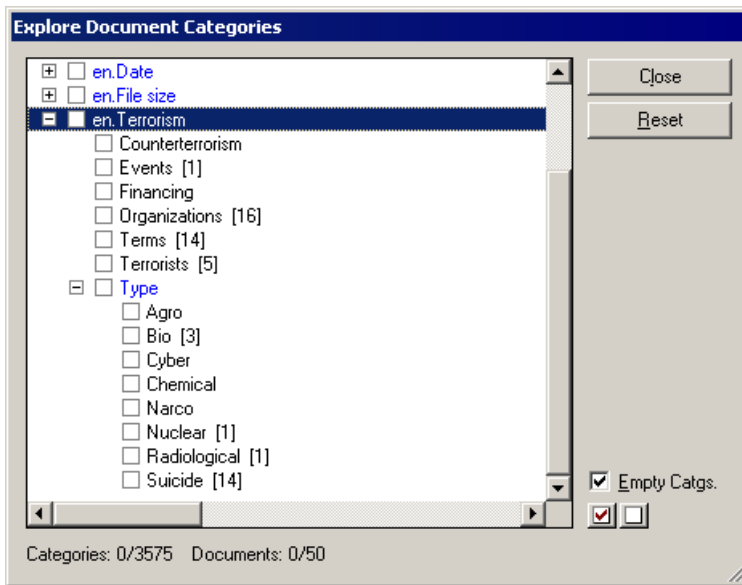 Explore Document Categories
en.Date
en.File size
en.Terrorism
Counterterrorism
Events [1]
Financing
Organizations [16]
Terms [14]
Terrorists [5]
Type
Agro
Bio [3]
Cyber
Chemical
Narco
Nuclear [1]
Radiological [1]
Suicide [14]
Close
Reset
Empty Catgs.
Categories: 0/3575 Documents: 0/50